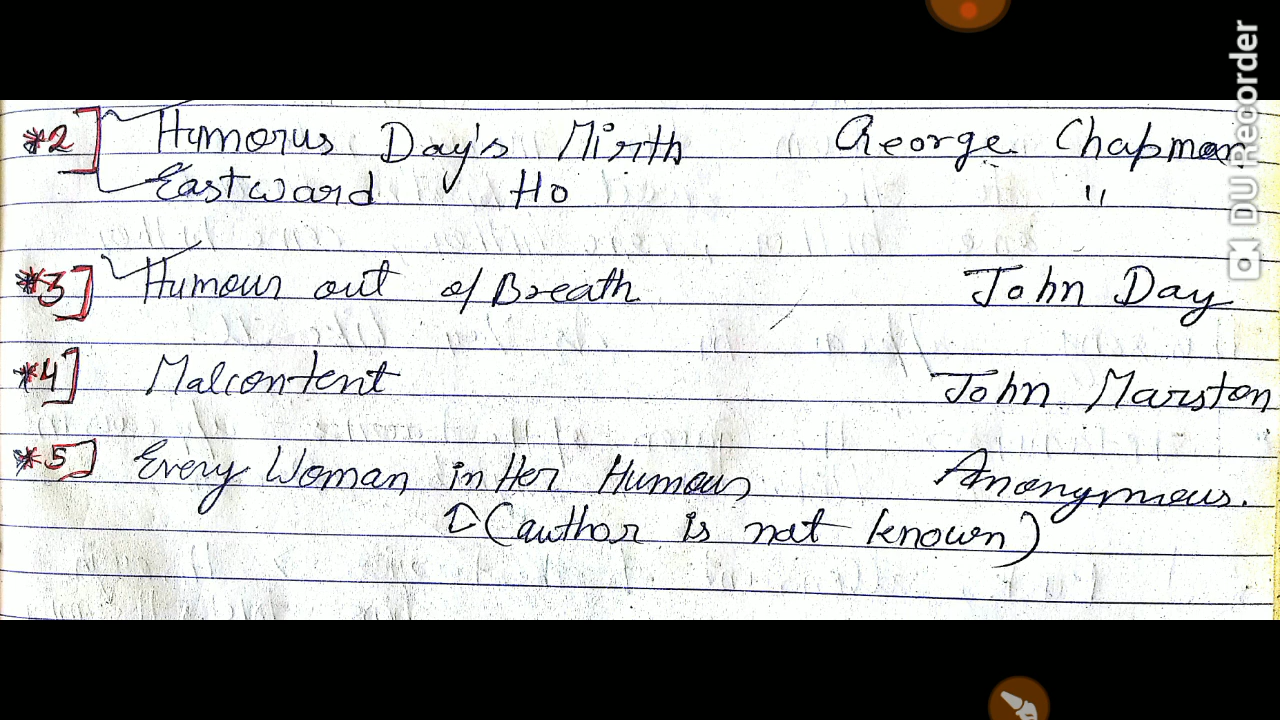 *2] Humorus Day's Mirth George Chapman
Eastward Ho "
*3] Humour out of Breath John Day
*4] Malcontent John Marston
*5] Every Woman in Her Humour Anonymous.
(author is not known)
DU Recorder